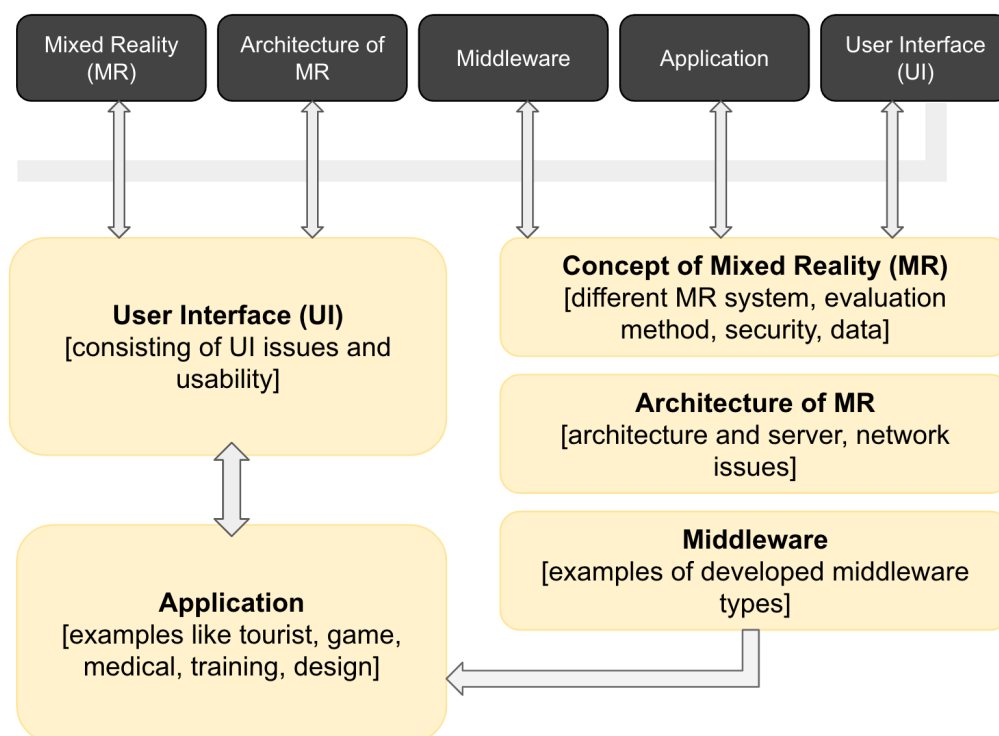 Mixed Reality
(MR)
Architecture of
MR
Middleware
Application
User Interface
(UI)
User Interface (UI)
[consisting of UI issues and
usability]
Application
[examples like tourist, game,
medical, training, design]
Concept of Mixed Reality (MR)
[different MR system, evaluation
method, security, data]
Architecture of MR
[architecture and server, network
issues]
Middleware
[examples of developed middleware
types]